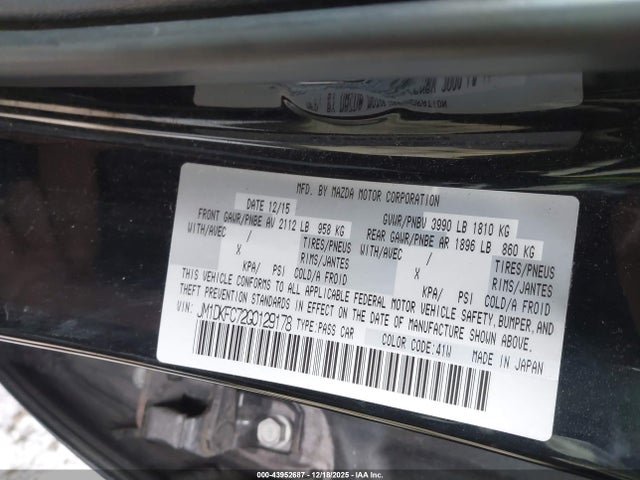 MFD. BY MAZDA MOTOR CORPORATION
DATE 12/15 GVWR/PNBV 3990 LB 1810 KG
FRONT GAWR/PNBE AV 2112 LB 958 KG REAR GAWR/PNBE AR 1896 LB 860 KG
WITH/AVEC / TIRES/PNEUS WITH/AVEC / TIRES/PNEUS
X RIMS/JANTES X RIMS/JANTES
KPA/ PSI COLD/A FROID KPA/ PSI COLD/A FROID
THIS VEHICLE CONFORMS TO ALL APPLICABLE FEDERAL MOTOR VEHICLE SAFETY, BUMPER, AND
THEFT PREVENTION STANDARDS IN EFFECT ON THE DATE OF MANUFACTURE SHOWN ABOVE.
VIN: JM1DKFC72G0129178 TYPE:PASS CAR
COLOR CODE:41W MADE IN JAPAN
000-43952687 - 12/18/2025 - IAA Inc.